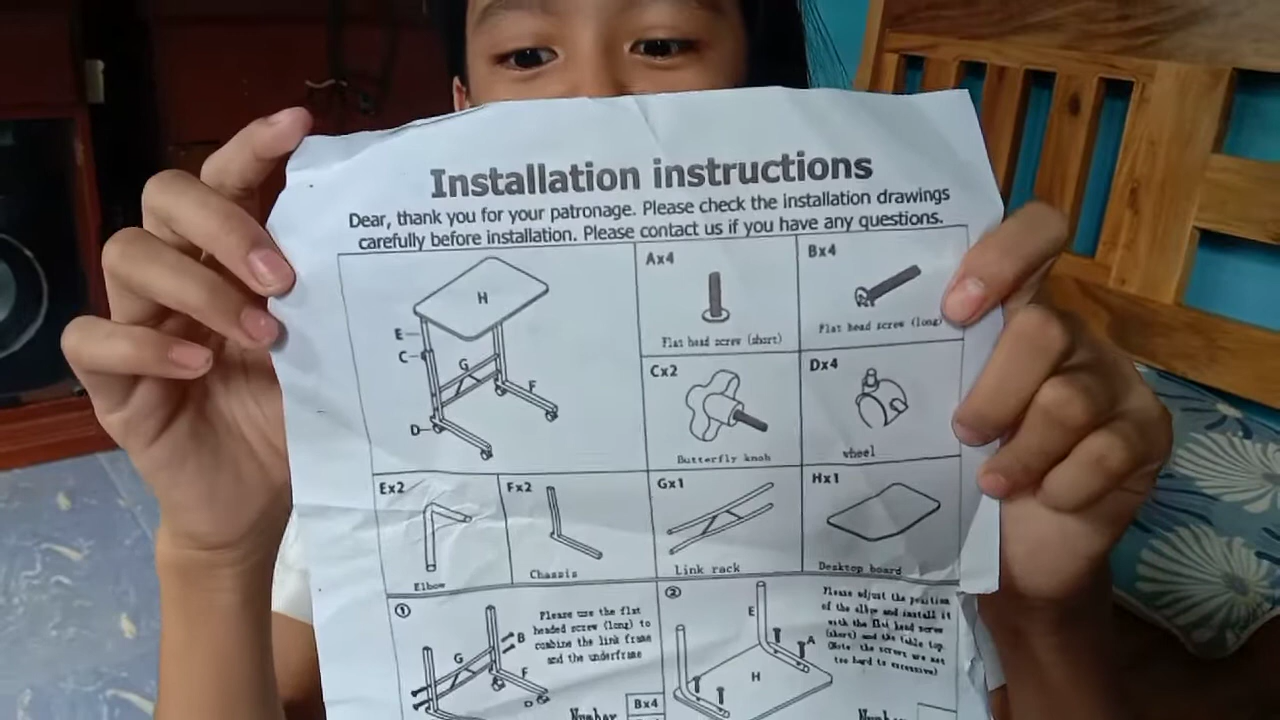 Installation instructions
Dear, thank you for your patronage. Please check the installation drawings
carefully before installation. Please contact us if you have any questions.
H
E
C
G
F
D
Ax4
Flat head screw (short)
Bx4
Flat head screw (long)
Cx2
Butterfly knob
Dx4
wheel
Ex2
Elbow
Fx2
Chassis
Gx1
Link rack
Hx1
Desktop board
①
Please use the flat
headed screw (long) to
combine the link frame
and the underframe
B
G
F
D
Number
Bx4
②
Please adjust the position
of the elbow and install it
with the flat head screw
(short) and the table top.
(Note: the screws are not
too hard to excessive)
E
A
H
Number